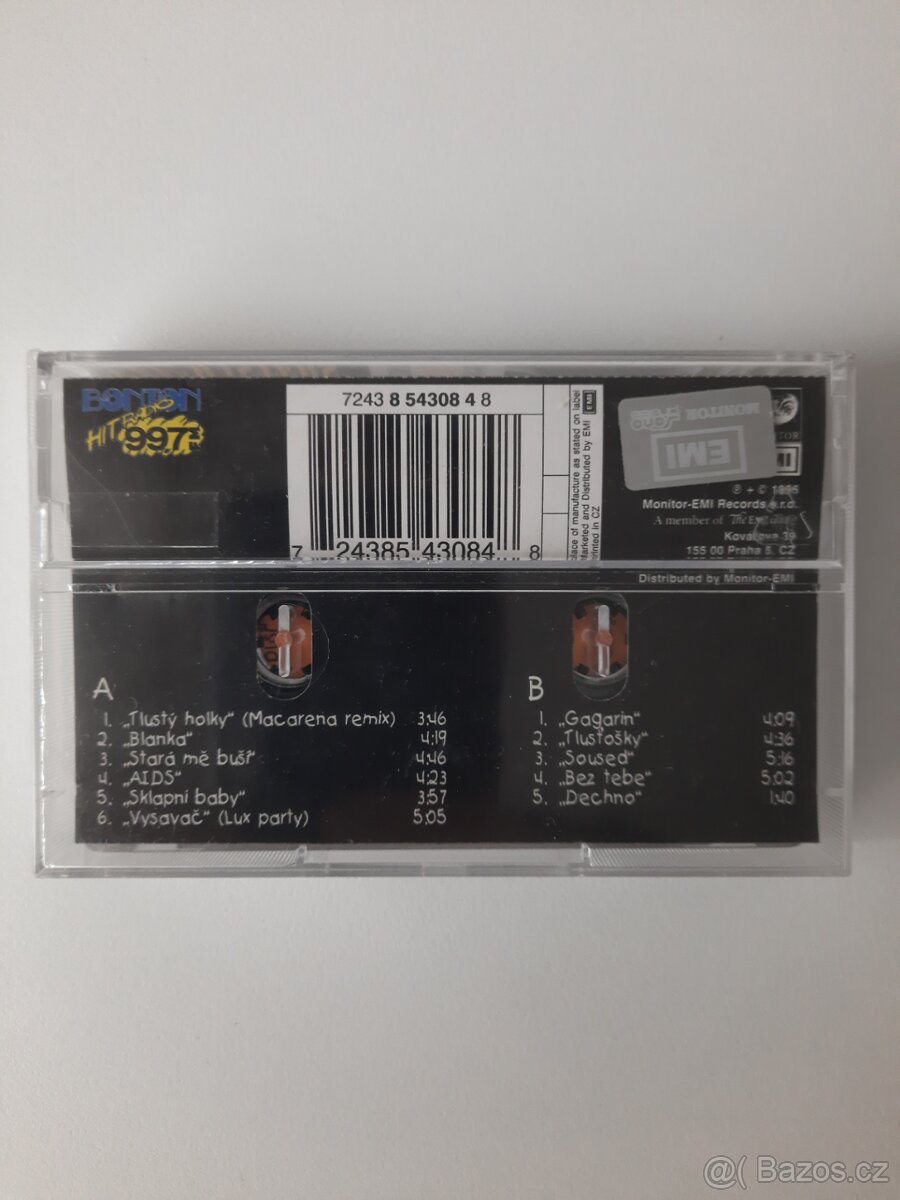 BONTON
HIT RADIO
99.7
7243 8 54308 4 8
7 24385 43084 8
place of manufacture as stated on label
Marketed and Distributed by EMI
Printed in CZ
EMI
MONITOR
EMI
℗ + © 1996
Monitor-EMI Records s.r.o.
A member of The EMI Group
Kovářova 39
155 00 Praha 5, CZ
Distributed by Monitor-EMI
A
1. „Tlustý holky“ (Macarena remix) 3:46
2. „Blanka“ 4:19
3. „Stará mě buší“ 4:46
4. „AIDS“ 4:23
5. „Sklapni baby“ 3:57
6. „Vysavač“ (Lux party) 5:05
B
1. „Gagarin“ 4:09
2. „Tlusťošky“ 4:36
3. „Soused“ 5:16
4. „Bez tebe“ 5:02
5. „Dechno“ 1:40
@( Bazos.cz